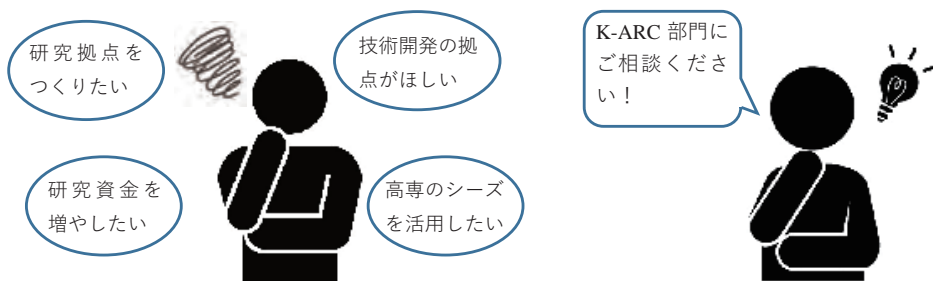 研究拠点を
つくりたい
技術開発の拠
点がほしい
研究資金を
増やしたい
高専のシーズ
を活用したい
K-ARC 部門に
ご相談くださ
い！